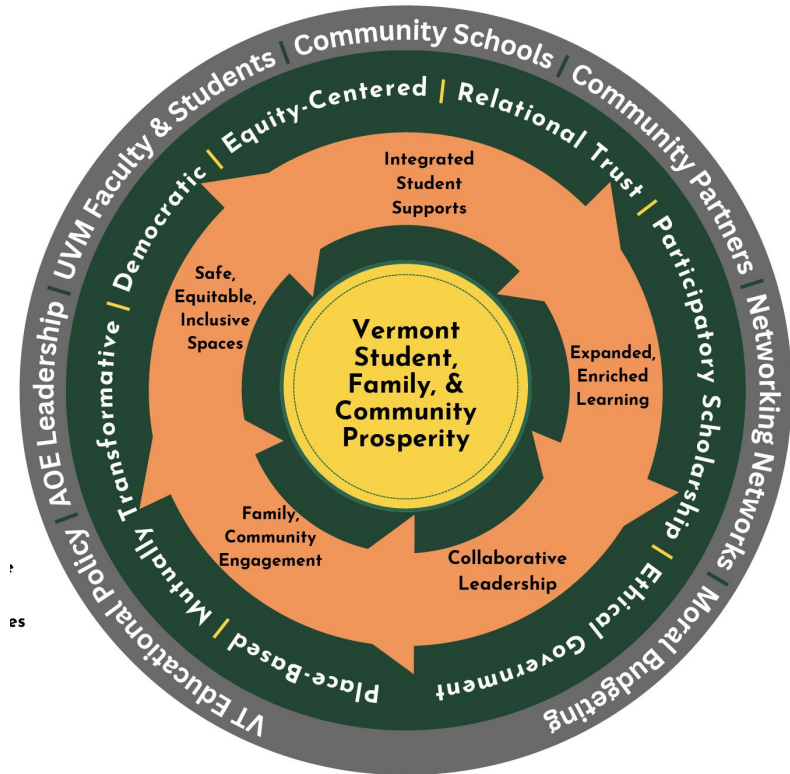 VT Educational Policy | AOE Leadership | UVM Faculty & Students | Community Schools | Community Partners | Networking Networks | Moral Budgeting
Place-Based | Mutually Transformative | Democratic | Equity-Centered | Relational Trust | Participatory Scholarship | Ethical Government
Integrated
Student
Supports
Expanded,
Enriched
Learning
Collaborative
Leadership
Family,
Community
Engagement
Safe,
Equitable,
Inclusive
Spaces
Vermont
Student,
Family, &
Community
Prosperity
es